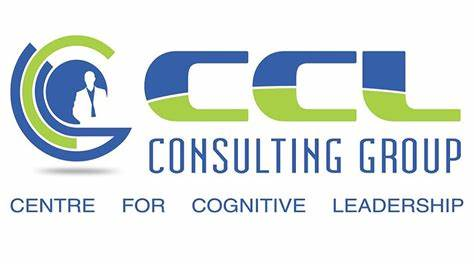 CCL
CONSULTING GROUP
CENTRE FOR COGNITIVE LEADERSHIP